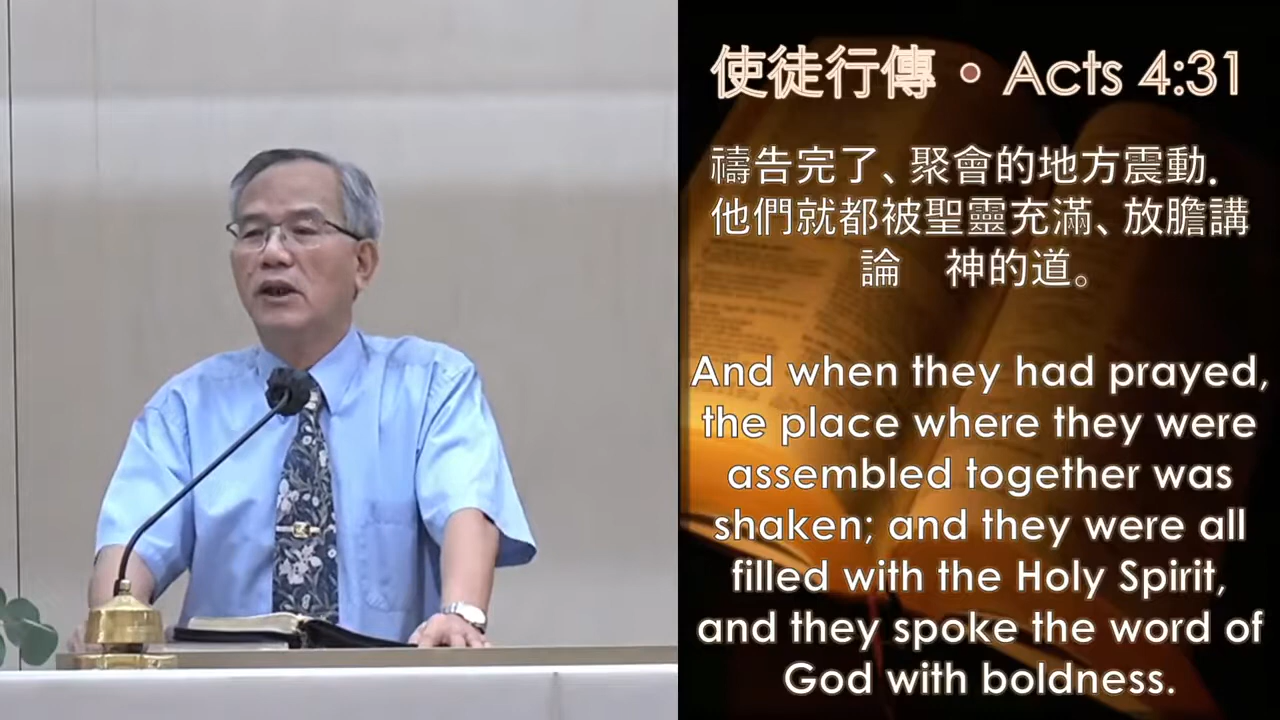 使徒行傳 • Acts 4:31
禱告完了、聚會的地方震動.
他們就都被聖靈充滿、放膽講
論　神的道。
And when they had prayed,
the place where they were
assembled together was
shaken; and they were all
filled with the Holy Spirit,
and they spoke the word of
God with boldness.